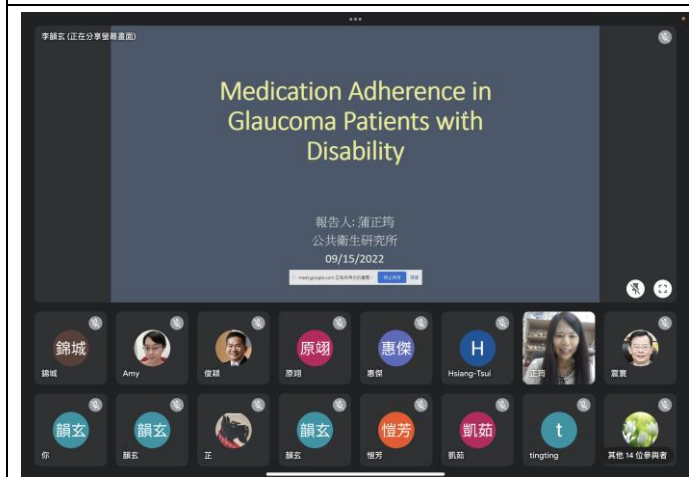 李韻玄 (正在分享螢幕畫面)
Medication Adherence in
Glaucoma Patients with
Disability
報告人: 蒲正筠
公共衛生研究所
09/15/2022
錦城
原翊
惠傑
H
錦城
Amy
俊穎
原翊
惠傑
Hsiang-Tsui
正筠
震寰
韻玄
韻玄
韻玄
愷芳
凱茹
t
你
韻玄
芷
韻玄
愷芳
凱茹
tingting
其他 14 位參與者